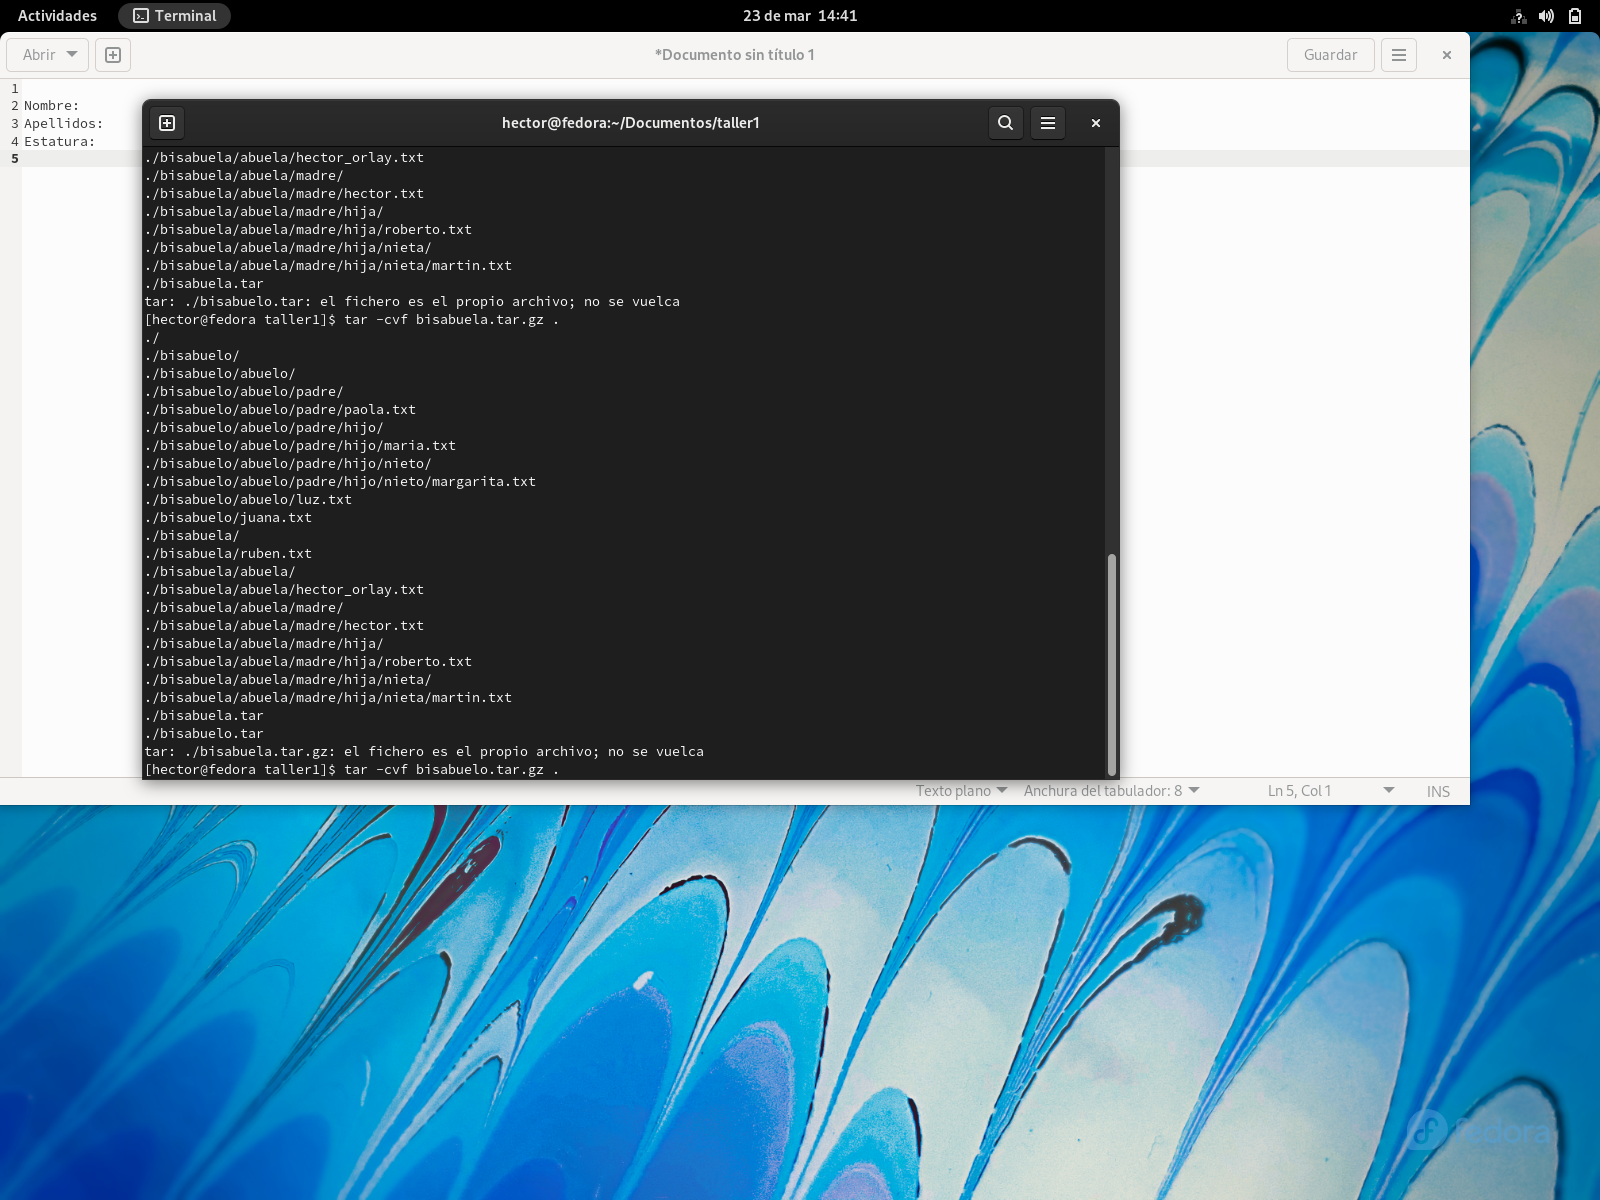 Actividades
Terminal
23 de mar 14:41
Abrir
*Documento sin título 1
Guardar
1
2 Nombre:
3 Apellidos:
4 Estatura:
5
hector@fedora:~/Documentos/taller1
./bisabuela/abuela/hector_orlay.txt
./bisabuela/abuela/madre/
./bisabuela/abuela/madre/hector.txt
./bisabuela/abuela/madre/hija/
./bisabuela/abuela/madre/hija/roberto.txt
./bisabuela/abuela/madre/hija/nieta/
./bisabuela/abuela/madre/hija/nieta/martin.txt
./bisabuela.tar
tar: ./bisabuelo.tar: el fichero es el propio archivo; no se vuelca
[hector@fedora taller1]$ tar -cvf bisabuela.tar.gz .
./
./bisabuelo/
./bisabuelo/abuelo/
./bisabuelo/abuelo/padre/
./bisabuelo/abuelo/padre/paola.txt
./bisabuelo/abuelo/padre/hijo/
./bisabuelo/abuelo/padre/hijo/maria.txt
./bisabuelo/abuelo/padre/hijo/nieto/
./bisabuelo/abuelo/padre/hijo/nieto/margarita.txt
./bisabuelo/abuelo/luz.txt
./bisabuelo/juana.txt
./bisabuela/
./bisabuela/ruben.txt
./bisabuela/abuela/
./bisabuela/abuela/hector_orlay.txt
./bisabuela/abuela/madre/
./bisabuela/abuela/madre/hector.txt
./bisabuela/abuela/madre/hija/
./bisabuela/abuela/madre/hija/roberto.txt
./bisabuela/abuela/madre/hija/nieta/
./bisabuela/abuela/madre/hija/nieta/martin.txt
./bisabuela.tar
./bisabuelo.tar
tar: ./bisabuela.tar.gz: el fichero es el propio archivo; no se vuelca
[hector@fedora taller1]$ tar -cvf bisabuelo.tar.gz .
Texto plano
Anchura del tabulador: 8
Ln 5, Col 1
INS
fedora